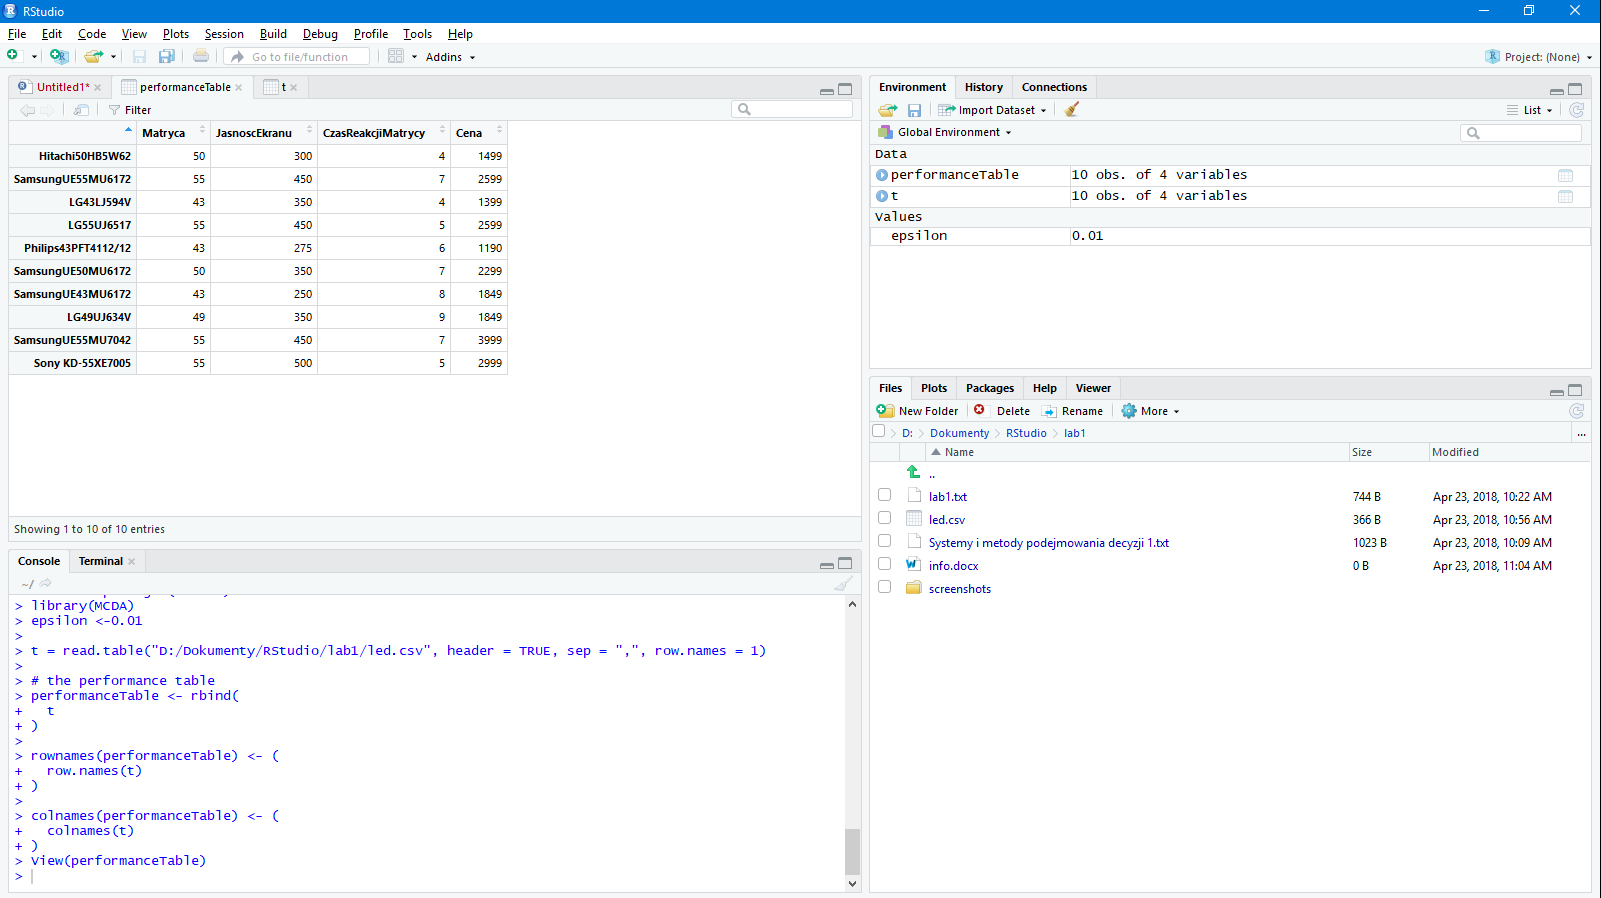 RStudio
File Edit Code View Plots Session Build Debug Profile Tools Help
Go to file/function Addins Project: (None)
Untitled1* performanceTable t
Filter
Matryca JasnoscEkranu CzasReakcjiMatrycy Cena
Hitachi50HB5W62 50 300 4 1499
SamsungUE55MU6172 55 450 7 2599
LG43LJ594V 43 350 4 1399
LG55UJ6517 55 450 5 2599
Philips43PFT4112/12 43 275 6 1190
SamsungUE50MU6172 50 350 7 2299
SamsungUE43MU6172 43 250 8 1849
LG49UJ634V 49 350 9 1849
SamsungUE55MU7042 55 450 7 3999
Sony KD-55XE7005 55 500 5 2999
Showing 1 to 10 of 10 entries
Console Terminal
~/
> library(MCDA)
> epsilon <-0.01
>
> t = read.table("D:/Dokumenty/RStudio/lab1/led.csv", header = TRUE, sep = ",", row.names = 1)
>
> # the performance table
> performanceTable <- rbind(
+ t
+ )
>
> rownames(performanceTable) <- (
+ row.names(t)
+ )
>
> colnames(performanceTable) <- (
+ colnames(t)
+ )
> View(performanceTable)
>
Environment History Connections
Import Dataset List
Global Environment
Data
performanceTable 10 obs. of 4 variables
t 10 obs. of 4 variables
Values
epsilon 0.01
Files Plots Packages Help Viewer
New Folder Delete Rename More
D: Dokumenty RStudio lab1 ...
Name Size Modified
..
lab1.txt 744 B Apr 23, 2018, 10:22 AM
led.csv 366 B Apr 23, 2018, 10:56 AM
Systemy i metody podejmowania decyzji 1.txt 1023 B Apr 23, 2018, 10:09 AM
info.docx 0 B Apr 23, 2018, 11:04 AM
screenshots